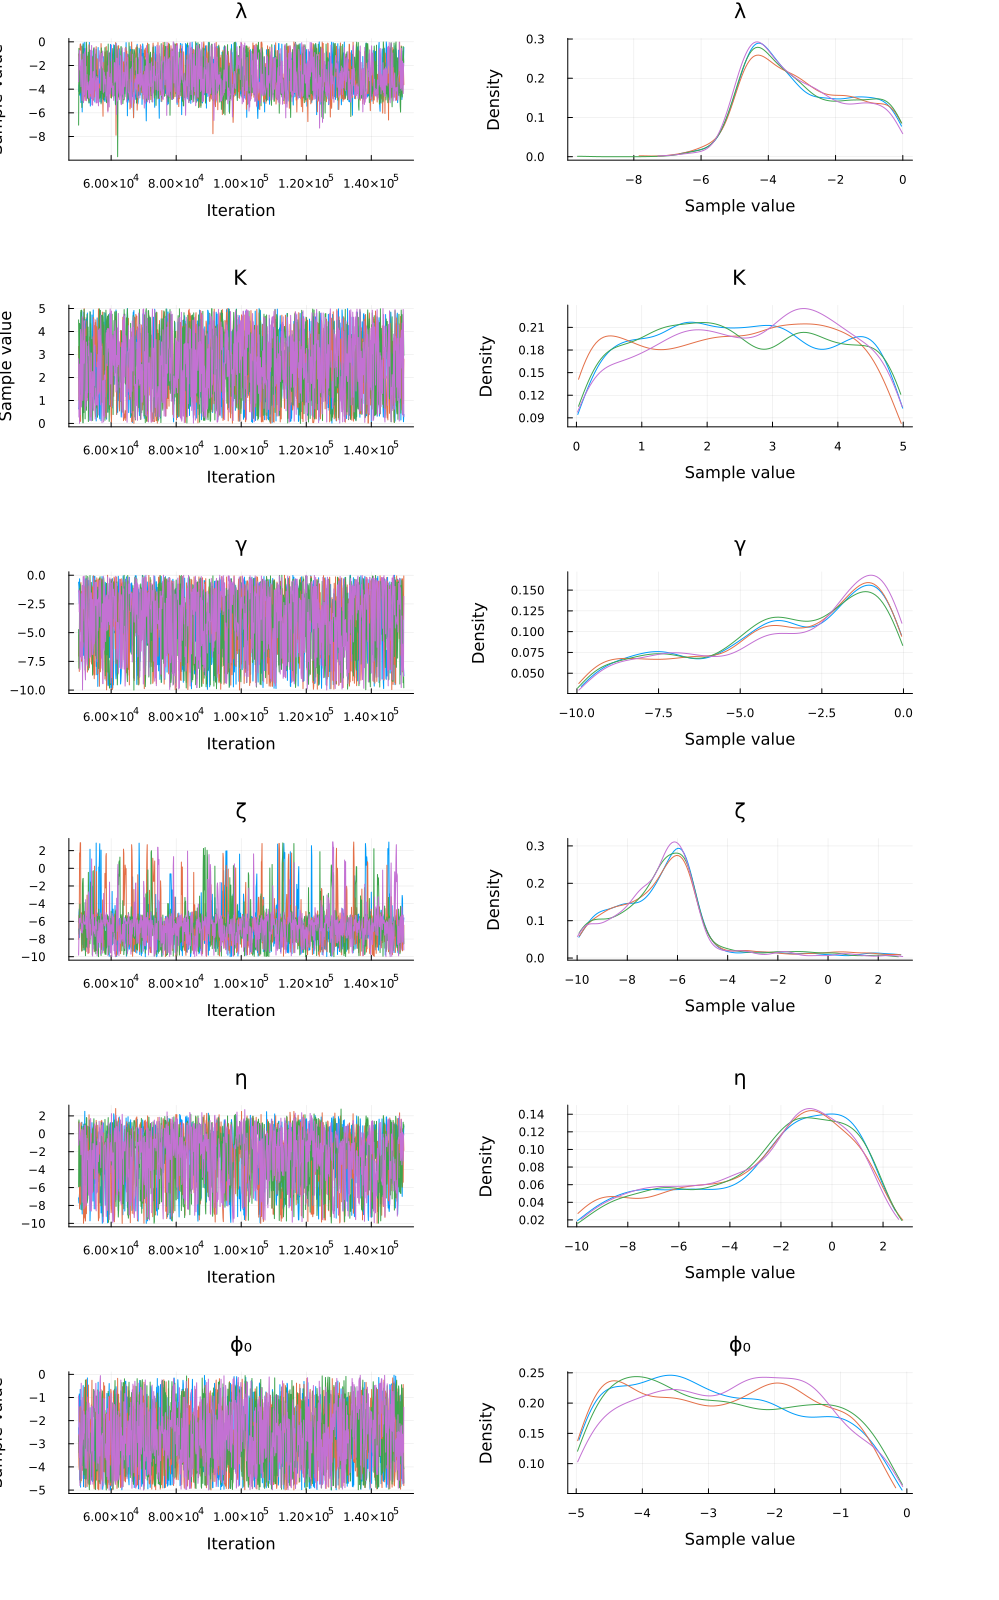 λ
λ
0
−2
−4
−6
−8
6.00×10⁴ 8.00×10⁴ 1.00×10⁵ 1.20×10⁵ 1.40×10⁵
Iteration
Density
0.3
0.2
0.1
0.0
−8 −6 −4 −2 0
Sample value
K
K
Sample value
5
4
3
2
1
0
6.00×10⁴ 8.00×10⁴ 1.00×10⁵ 1.20×10⁵ 1.40×10⁵
Iteration
Density
0.21
0.18
0.15
0.12
0.09
0 1 2 3 4 5
Sample value
γ
γ
0.0
−2.5
−5.0
−7.5
−10.0
6.00×10⁴ 8.00×10⁴ 1.00×10⁵ 1.20×10⁵ 1.40×10⁵
Iteration
Density
0.150
0.125
0.100
0.075
0.050
−10.0 −7.5 −5.0 −2.5 0.0
Sample value
ζ
ζ
2
0
−2
−4
−6
−8
−10
6.00×10⁴ 8.00×10⁴ 1.00×10⁵ 1.20×10⁵ 1.40×10⁵
Iteration
Density
0.3
0.2
0.1
0.0
−10 −8 −6 −4 −2 0 2
Sample value
η
η
2
0
−2
−4
−6
−8
−10
6.00×10⁴ 8.00×10⁴ 1.00×10⁵ 1.20×10⁵ 1.40×10⁵
Iteration
Density
0.14
0.12
0.10
0.08
0.06
0.04
0.02
−10 −8 −6 −4 −2 0 2
Sample value
ϕ₀
ϕ₀
0
−1
−2
−3
−4
−5
6.00×10⁴ 8.00×10⁴ 1.00×10⁵ 1.20×10⁵ 1.40×10⁵
Iteration
Density
0.25
0.20
0.15
0.10
−5 −4 −3 −2 −1 0
Sample value